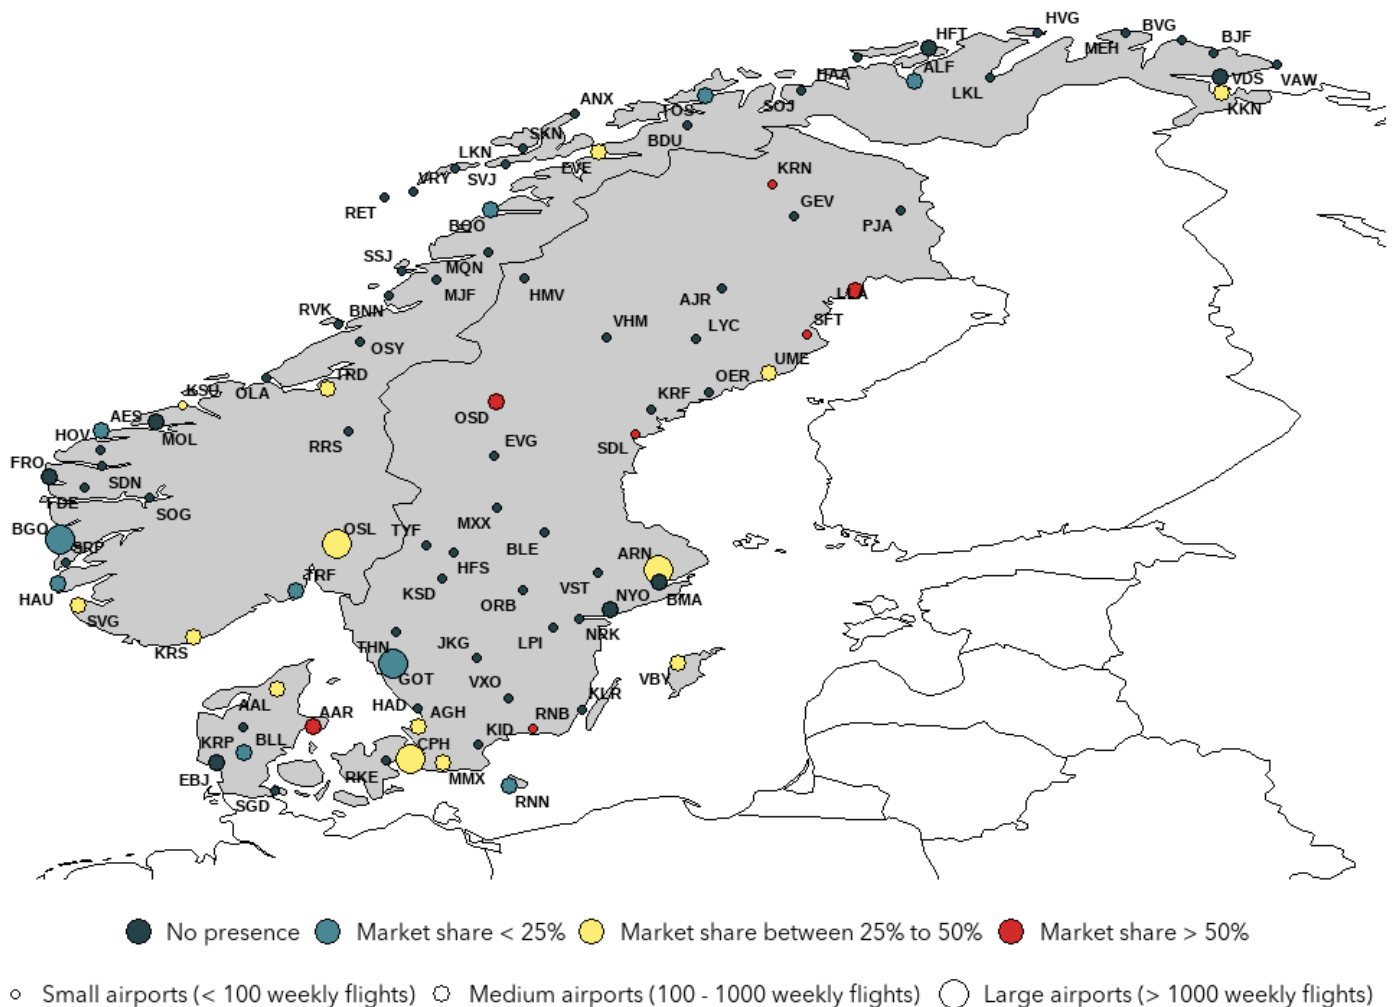 HVG
HFT
BVG
MEH
BJF
HAA
ALF
VDS
VAW
LKL
SOJ
KKN
ANX
TOS
SKN
BDU
LKN
EVE
VRY
SVJ
KRN
RET
GEV
BOO
PJA
SSJ
MQN
MJF
HMV
AJR
LLA
RVK
BNN
VHM
LYC
SFT
OSY
UME
TRD
OER
KSU
OLA
KRF
AES
OSD
HOV
MOL
RRS
EVG
SDL
FRO
SDN
FDE
SOG
BGO
OSL
TYF
MXX
SRP
BLE
ARN
HFS
TRF
KSD
VST
HAU
ORB
NYO
BMA
SVG
KRS
THN
JKG
LPI
NRK
GOT
VXO
VBY
AAL
AAR
HAD
AGH
KLR
KRP
BLL
CPH
KID
RNB
EBJ
RKE
MMX
SGD
RNN
No presence Market share < 25% Market share between 25% to 50% Market share > 50%
Small airports (< 100 weekly flights) Medium airports (100 - 1000 weekly flights) Large airports (> 1000 weekly flights)